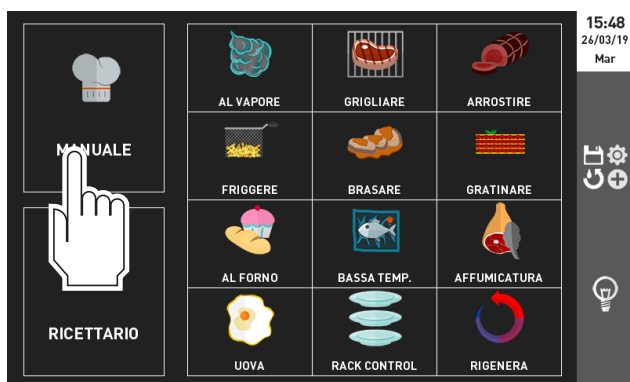 15:48
26/03/19
Mar
MANUALE
AL VAPORE
GRIGLIARE
ARROSTIRE
FRIGGERE
BRASARE
GRATINARE
AL FORNO
BASSA TEMP.
AFFUMICATURA
RICETTARIO
UOVA
RACK CONTROL
RIGENERA